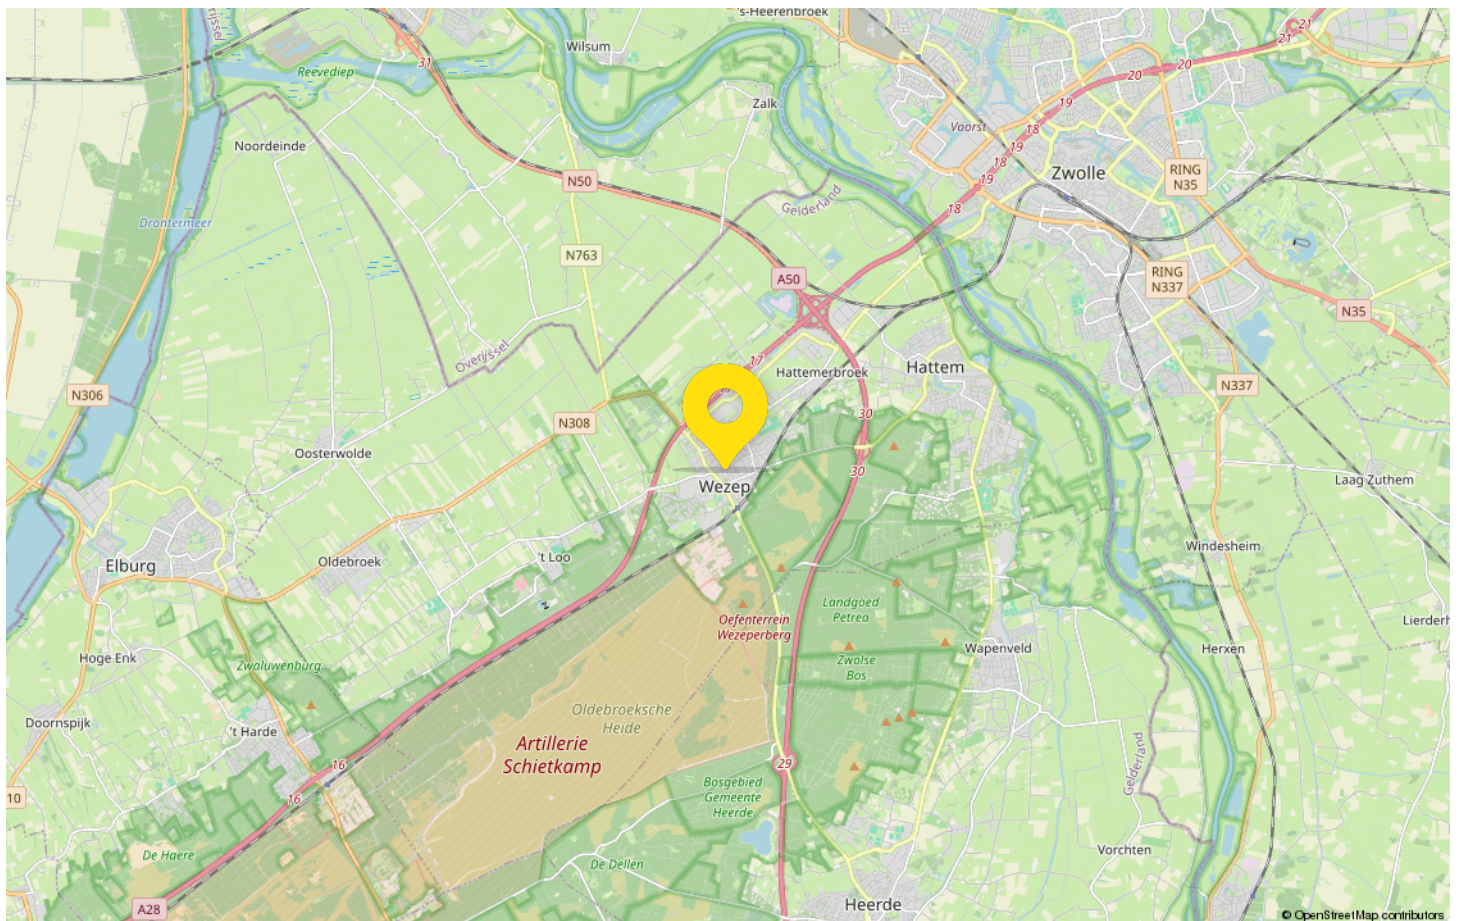 's-Heerenbroek
Overijssel
Wilsum
21
21
31
Reevediep
20
20
Zalk
19
Voorst
18
19
18
Noordeinde
Zwolle
RING
N35
N50
19
18
Gelderland
Drontermeer
N763
A50
RING
N337
N35
Overijssel
17
Hattemerbroek
Hattem
N306
N337
N308
30
Oosterwolde
30
Wezep
Laag Zuthem
Windesheim
Elburg
Oldebroek
't Loo
Landgoed
Petrea
Oefenterrein
Wezeperberg
Lierderh
Hoge Enk
Zwaluwenburg
Zwolse
Bos
Wapenveld
Herxen
Doornspijk
't Harde
Oldebroeksche
Heide
Artillerie
Schietkamp
16
29
Gelderland
16
10
Bosgebied
Gemeente
Heerde
De Haere
De Dellen
Vorchten
A28
Heerde
© OpenStreetMap contributors